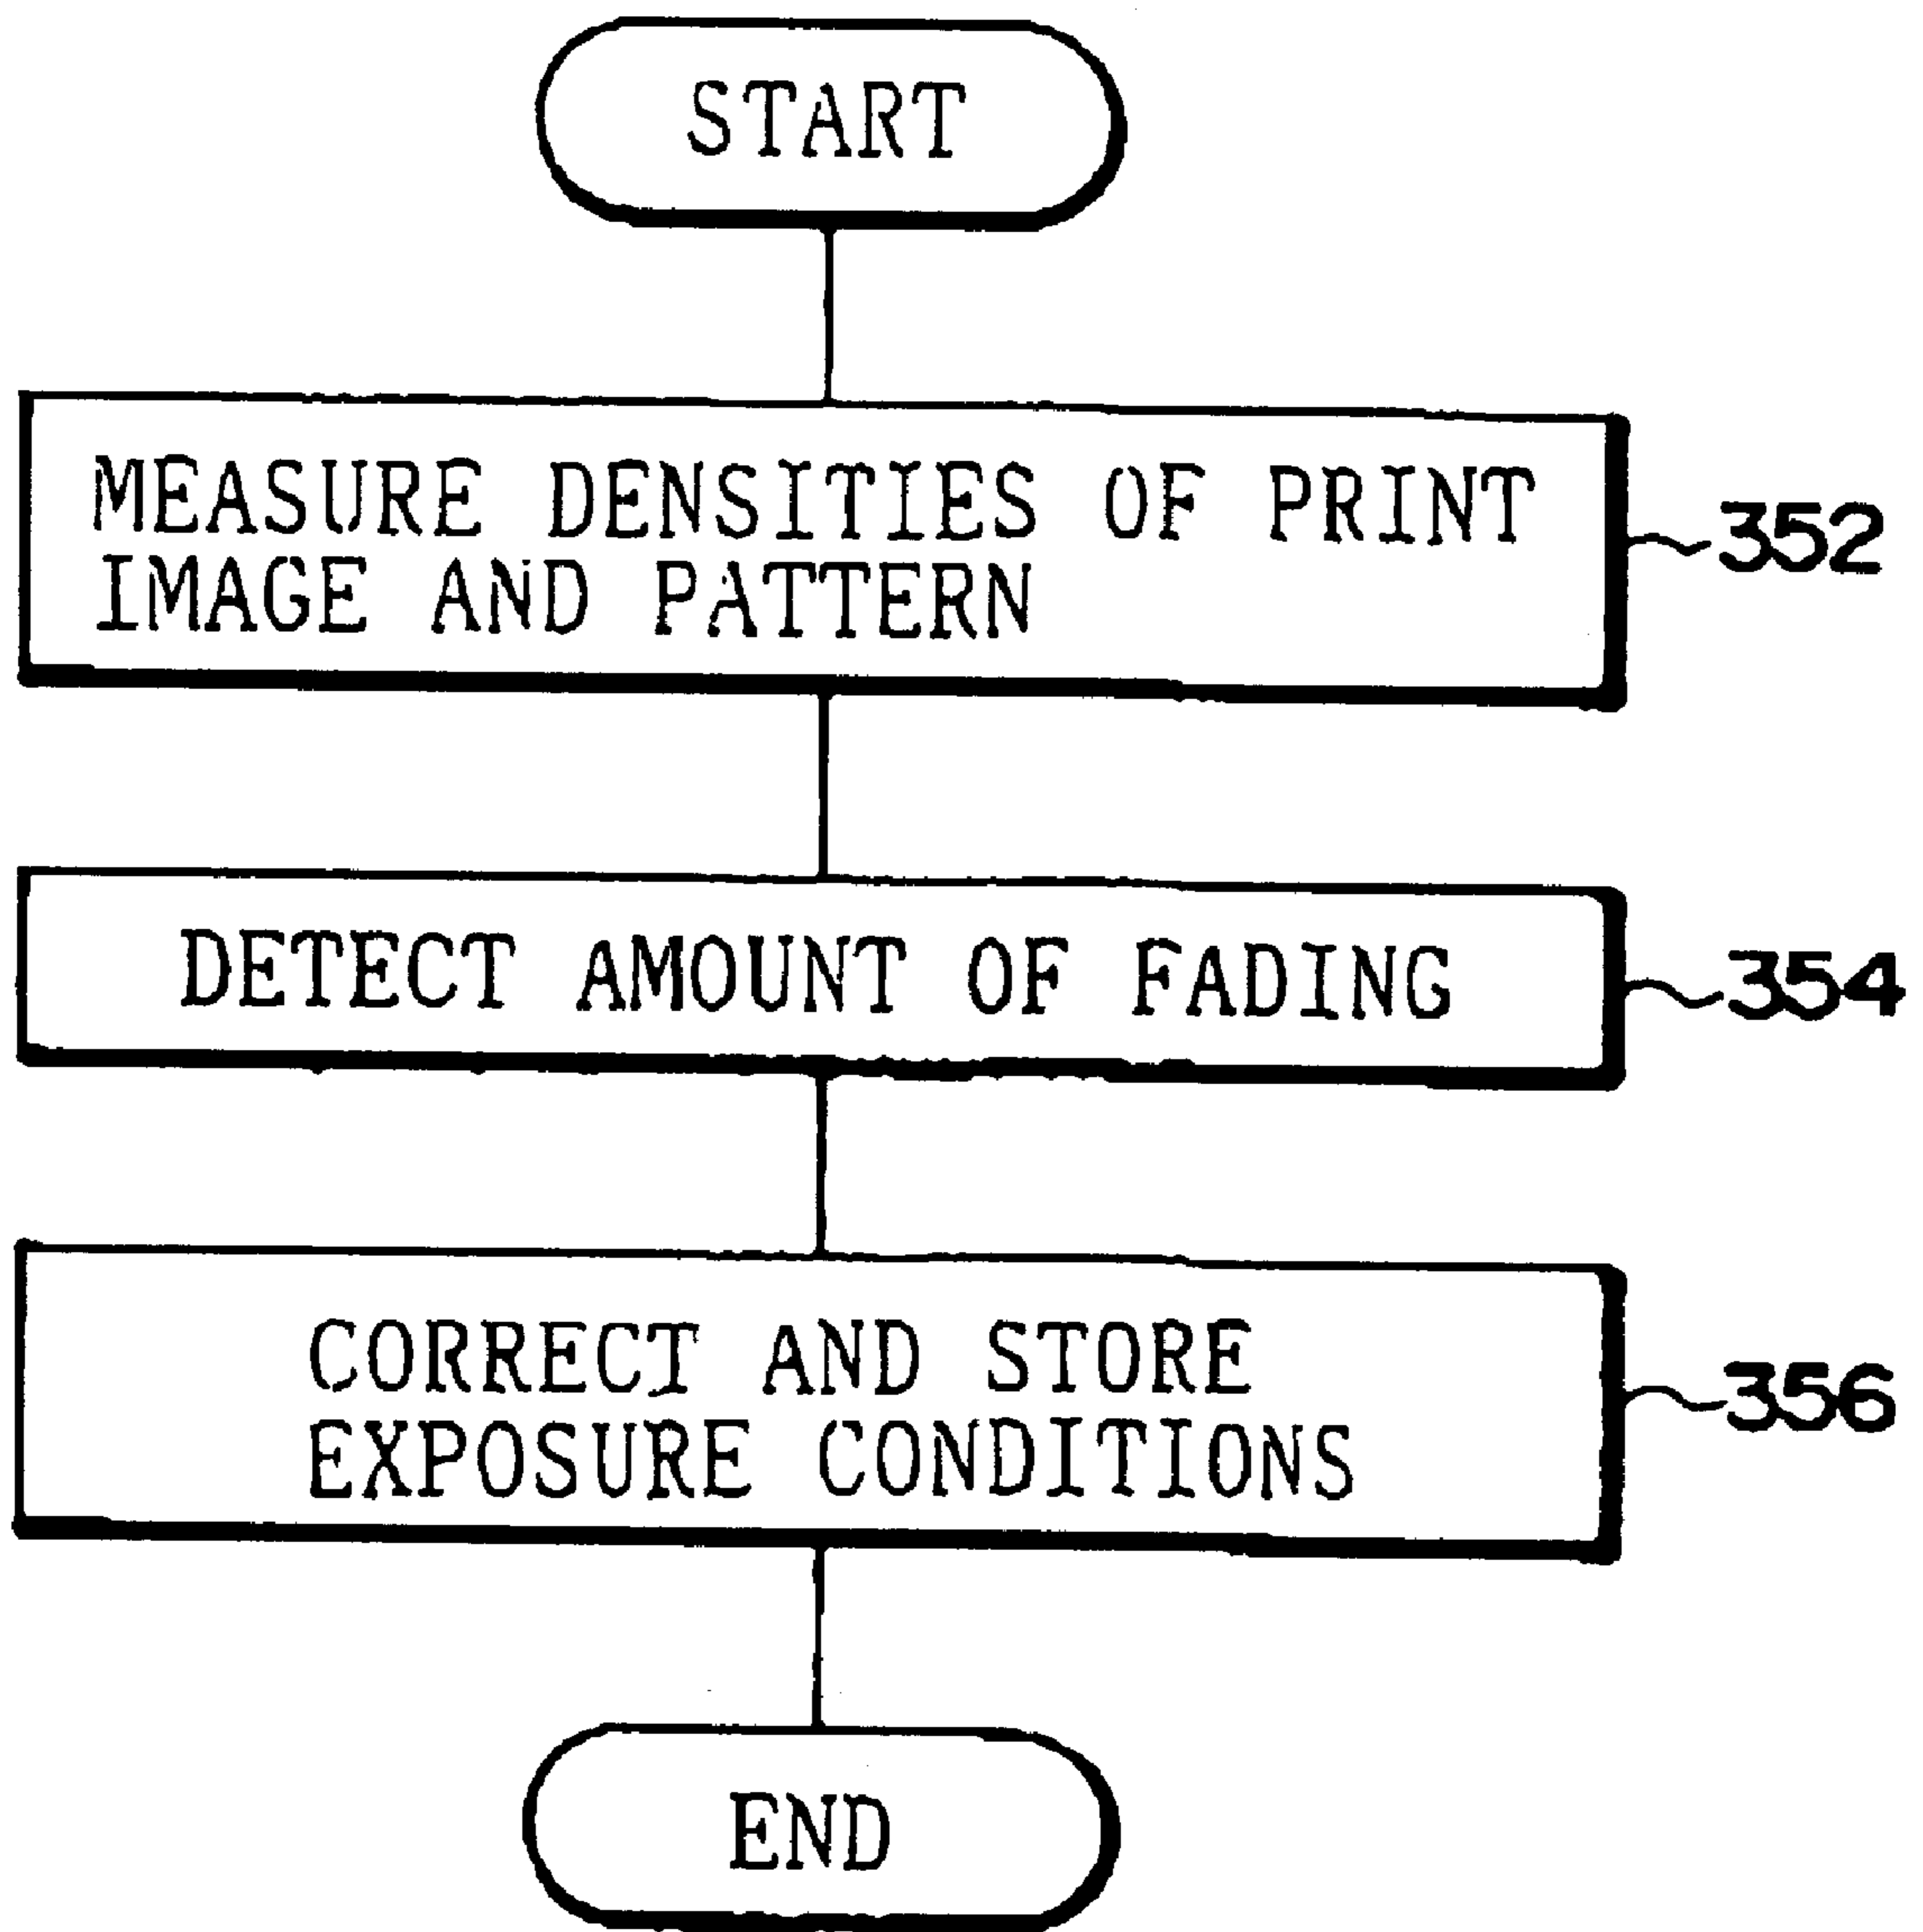 START
MEASURE DENSITIES OF PRINT
IMAGE AND PATTERN
352
DETECT AMOUNT OF FADING
354
CORRECT AND STORE
EXPOSURE CONDITIONS
356
END